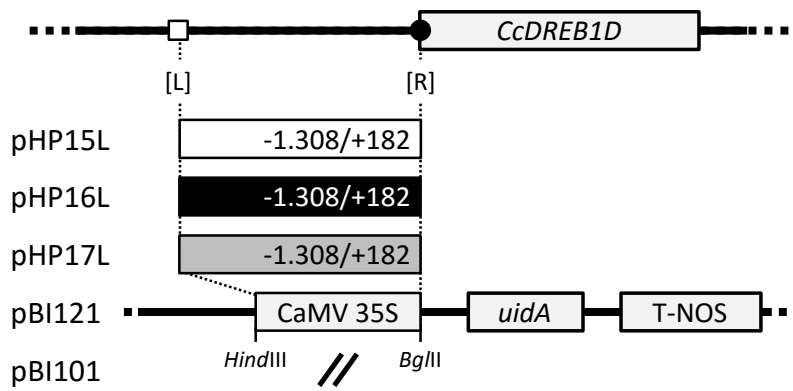 CcDREB1D
[L] [R]
pHP15L -1.308/+182
pHP16L -1.308/+182
pHP17L -1.308/+182
pBI121 CaMV 35S uidA T-NOS
HindIII BglII
pBI101